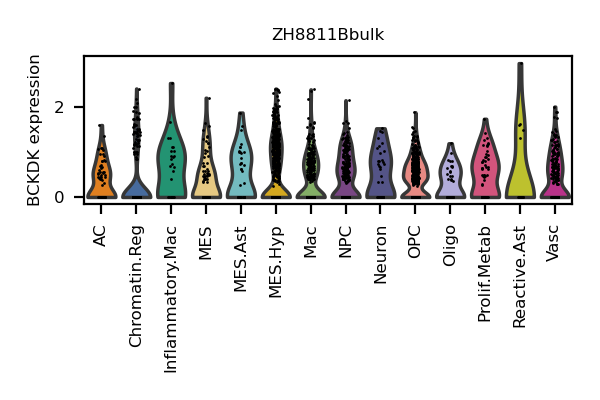 ZH8811Bbulk
BCKDK expression
2
0
AC
Chromatin.Reg
Inflammatory.Mac
MES
MES.Ast
MES.Hyp
Mac
NPC
Neuron
OPC
Oligo
Prolif.Metab
Reactive.Ast
Vasc